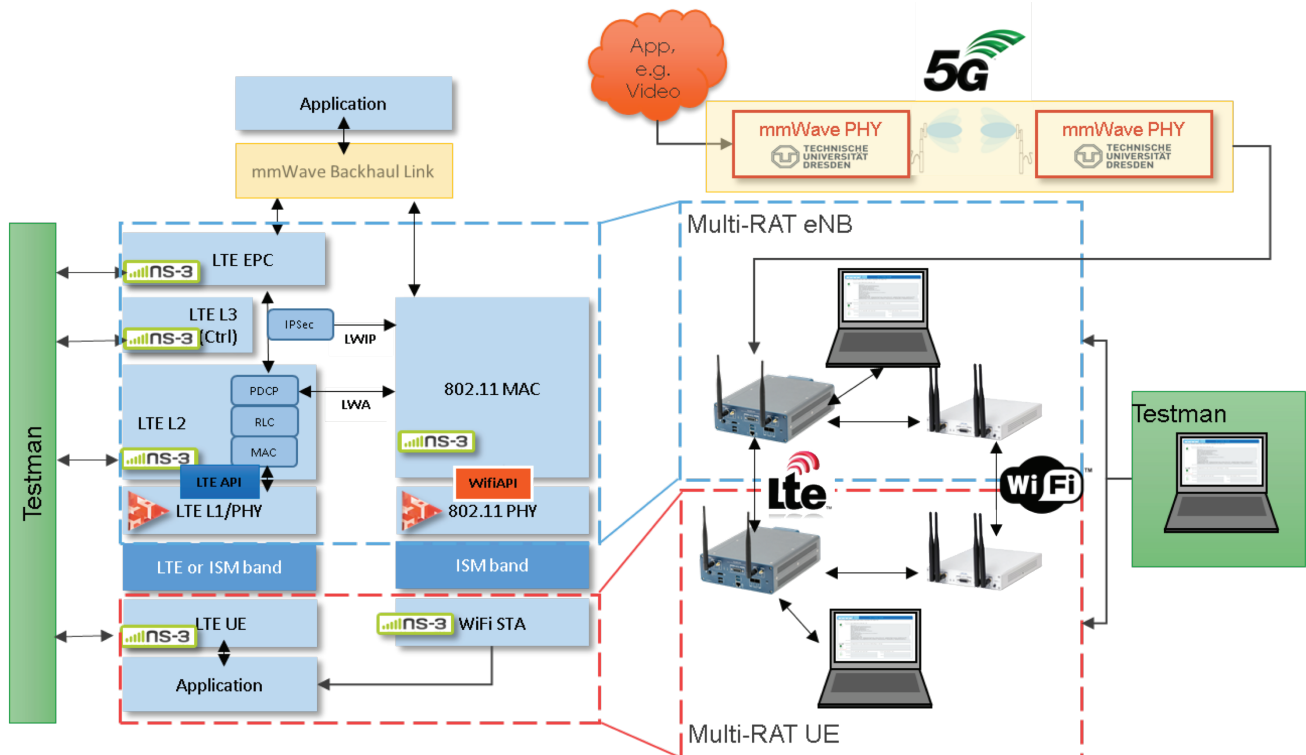 App,
e.g.
Video
5G
Application
mmWave PHY
TECHNISCHE
UNIVERSITÄT
DRESDEN
mmWave PHY
TECHNISCHE
UNIVERSITÄT
DRESDEN
mmWave Backhaul Link
Multi-RAT eNB
LTE EPC
ns-3
LTE L3
(Ctrl)
ns-3
IPSec
LWIP
802.11 MAC
ns-3
PDCP
LWA
RLC
LTE L2
MAC
ns-3
LTE API
WifiAPI
LTE L1/PHY
802.11 PHY
Testman
Testman
Lte™
WiFi™
LTE or ISM band
ISM band
LTE UE
ns-3
WiFi STA
ns-3
Application
Multi-RAT UE